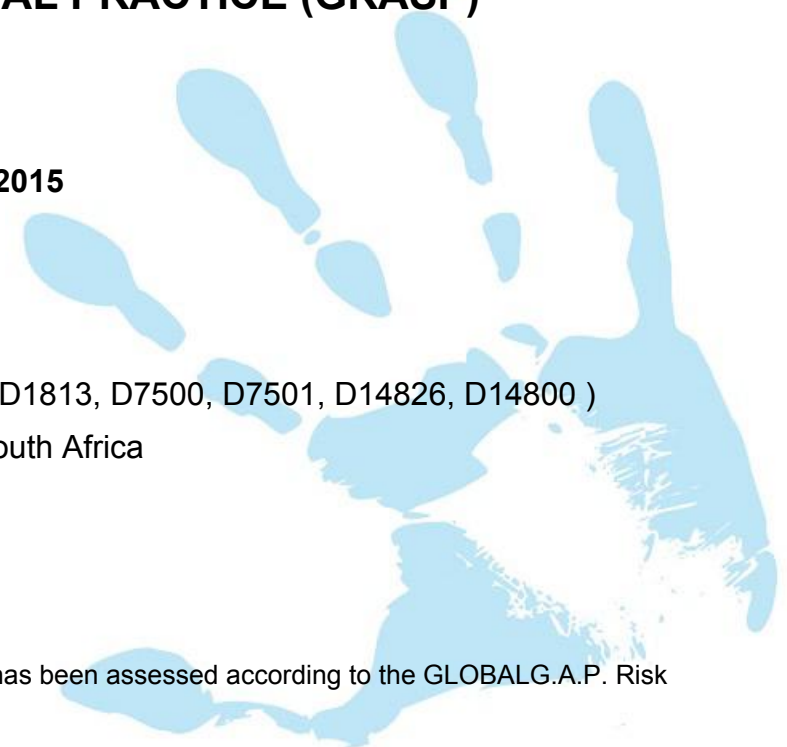 AL PRACTICE (GRASP)
2015
D1813, D7500, D7501, D14826, D14800 )
outh Africa
has been assessed according to the GLOBALG.A.P. Risk